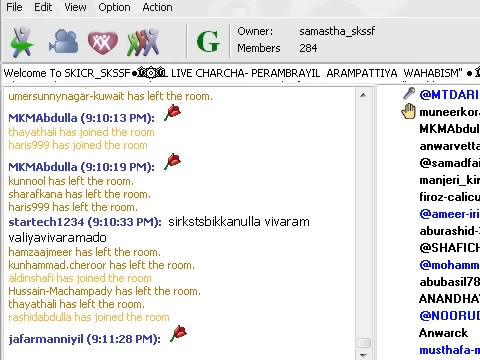 File View Option Action
G
Owner: samastha_skssf
Members 284
Welcome To SKICR_SKSSF LIVE CHARCHA- PERAMBRAYIL ARAMPATTIYA WAHABISM"
umersunnynagar-kuwait has left the room.
MKMAbdulla (9:10:13 PM):
thayathali has joined the room
haris999 has joined the room
MKMAbdulla (9:10:19 PM):
kunnool has left the room.
sharafkana has left the room.
haris999 has left the room.
startech1234 (9:10:33 PM): sirkstsbikkanulla vivaram
valiyavivaramado
hamzaajmeer has left the room.
kunhammad.cheroor has left the room.
aldinshafi has joined the room
Hussain-Machampady has left the room.
thayathali has left the room.
rashidabdulla has joined the room
jafarmanniyil (9:11:28 PM):
@MTDARI
muneerkor
MKMAbdul
anwarvetta
@samadfai
manjeri_kir
firoz-calicu
@ameer-iri
aburashid-
@SHAFICH
@mohamm
abubasil78
ANANDHA
@NOORUD
Anwarck
musthafa-m